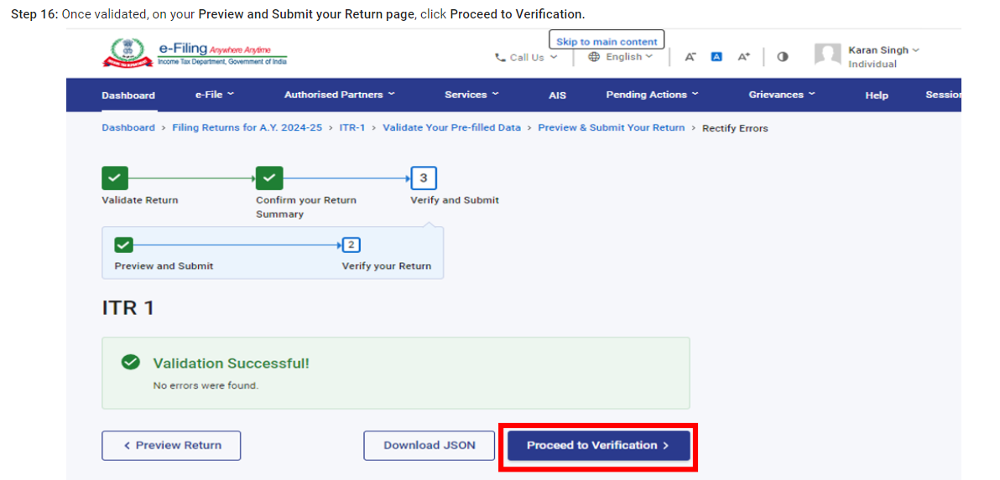 Step 16: Once validated, on your Preview and Submit your Return page, click Proceed to Verification.
Skip to main content
e-Filing Anywhere Anytime
Income Tax Department, Government of India
Call Us
English
A-
A
A+
Karan Singh
Individual
Dashboard e-File Authorised Partners Services AIS Pending Actions Grievances Help Session
Dashboard > Filing Returns for A.Y. 2024-25 > ITR-1 > Validate Your Pre-filled Data > Preview & Submit Your Return > Rectify Errors
3
Validate Return
Confirm your Return
Summary
Verify and Submit
2
Preview and Submit
Verify your Return
ITR 1
Validation Successful!
No errors were found.
< Preview Return
Download JSON
Proceed to Verification >